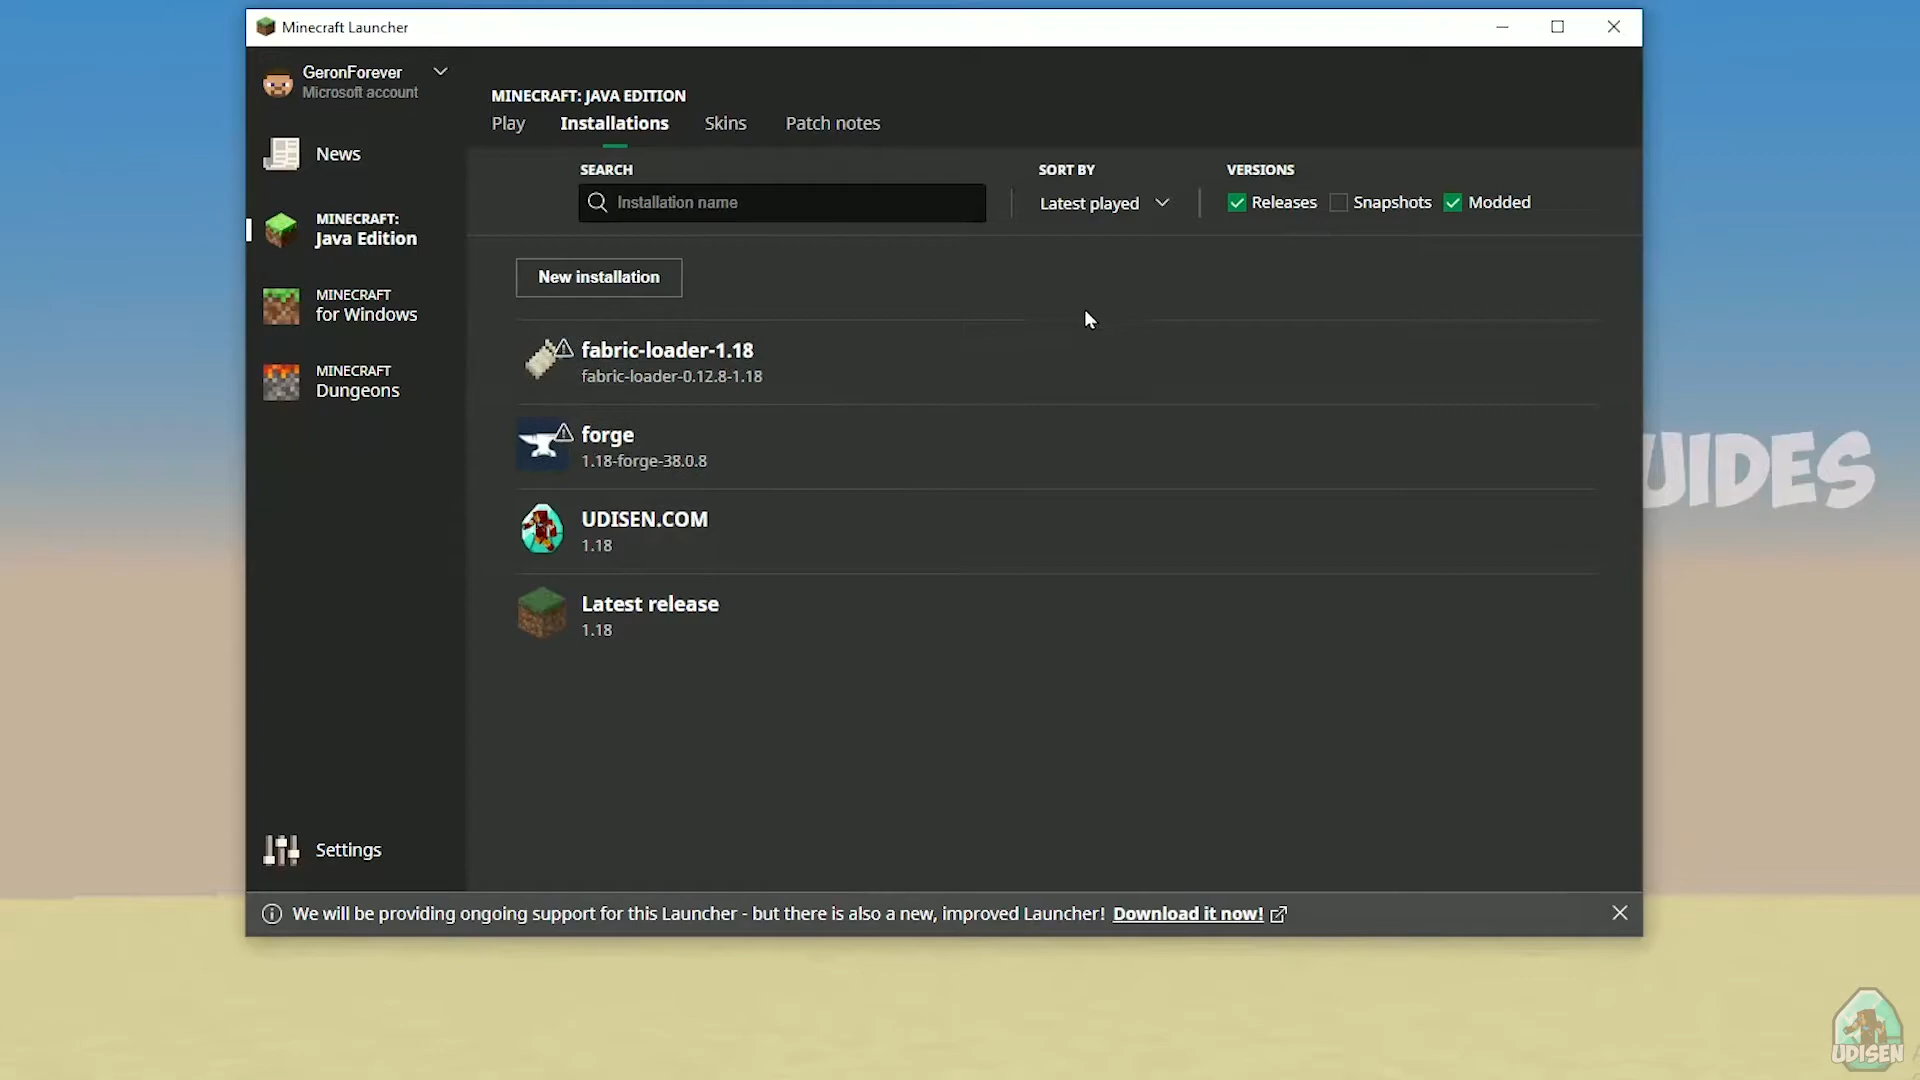 Minecraft Launcher
GeronForever
Microsoft account
News
MINECRAFT:
Java Edition
MINECRAFT
for Windows
MINECRAFT
Dungeons
Settings
MINECRAFT: JAVA EDITION
Play Installations Skins Patch notes
SEARCH SORT BY VERSIONS
Installation name Latest played Releases Snapshots Modded
New installation
fabric-loader-1.18
fabric-loader-0.12.8-1.18
forge
1.18-forge-38.0.8
UDISEN.COM
1.18
Latest release
1.18
We will be providing ongoing support for this Launcher - but there is also a new, improved Launcher! Download it now!
UIDES
UDISEN